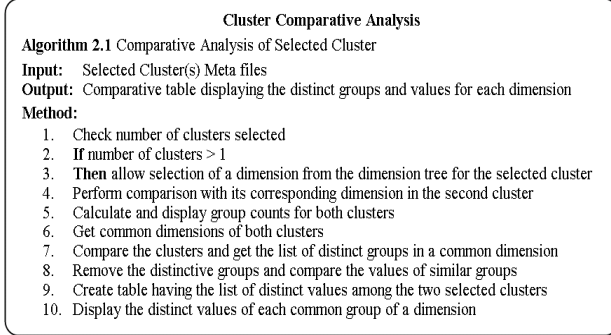 Cluster Comparative Analysis
Algorithm 2.1 Comparative Analysis of Selected Cluster
Input: Selected Cluster(s) Meta files
Output: Comparative table displaying the distinct groups and values for each dimension
Method:
1. Check number of clusters selected
2. If number of clusters > 1
3. Then allow selection of a dimension from the dimension tree for the selected cluster
4. Perform comparison with its corresponding dimension in the second cluster
5. Calculate and display group counts for both clusters
6. Get common dimensions of both clusters
7. Compare the clusters and get the list of distinct groups in a common dimension
8. Remove the distinctive groups and compare the values of similar groups
9. Create table having the list of distinct values among the two selected clusters
10. Display the distinct values of each common group of a dimension